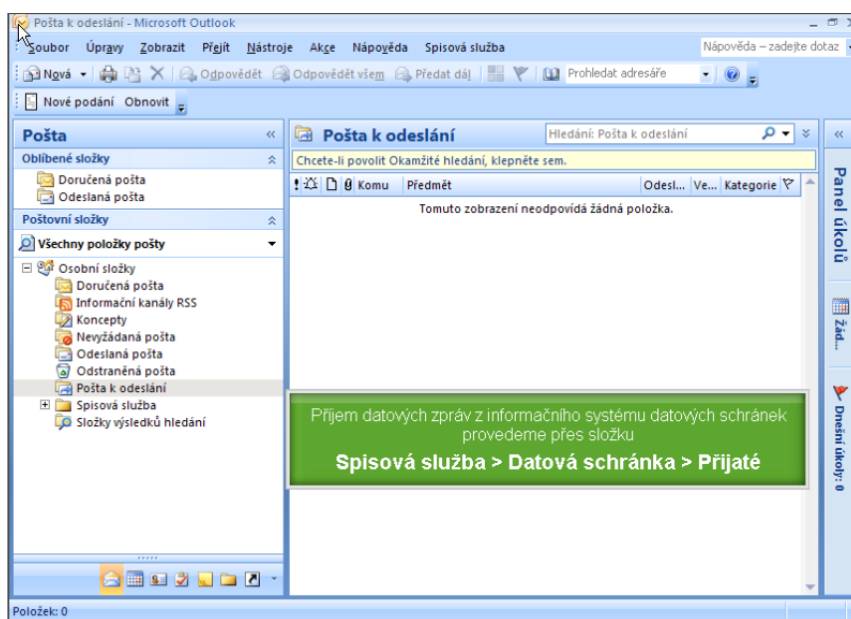 Pošta k odeslání - Microsoft Outlook
Soubor Úpravy Zobrazit Přejít Nástroje Akce Nápověda Spisová služba Nápověda – zadejte dotaz
Nová Odpovědět Odpovědět všem Předat dál Prohledat adresáře
Nové podání Obnovit
Pošta
Oblíbené složky
Doručená pošta
Odeslaná pošta
Poštovní složky
Všechny položky pošty
Osobní složky
Doručená pošta
Informační kanály RSS
Koncepty
Nevyžádaná pošta
Odeslaná pošta
Odstraněná pošta
Pošta k odeslání
Spisová služba
Složky výsledků hledání
Pošta k odeslání Hledání: Pošta k odeslání
Chcete-li povolit Okamžité hledání, klepněte sem.
Komu Předmět Odesl... Ve... Kategorie
Tomuto zobrazení neodpovídá žádná položka.
Příjem datových zpráv z informačního systému datových schránek
provedeme přes složku
Spisová služba > Datová schránka > Přijaté
Panel úkolů
Žád...
Dnešní úkoly: 0
Položek: 0